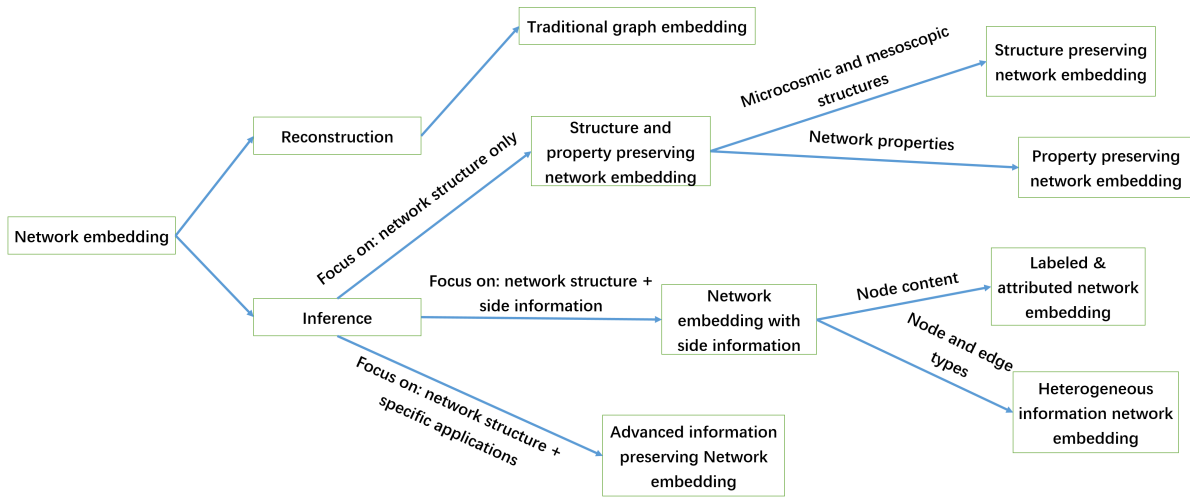 Traditional graph embedding
Microcosmic and mesoscopic
structures
Structure preserving
network embedding
Reconstruction
Focus on: network structure only
Structure and
property preserving
network embedding
Network properties
Property preserving
network embedding
Network embedding
Inference
Focus on: network structure +
side information
Network
embedding with
side information
Node content
Labeled &
attributed network
embedding
Node and edge
types
Heterogeneous
information network
embedding
Focus on: network structure +
specific applications
Advanced information
preserving Network
embedding